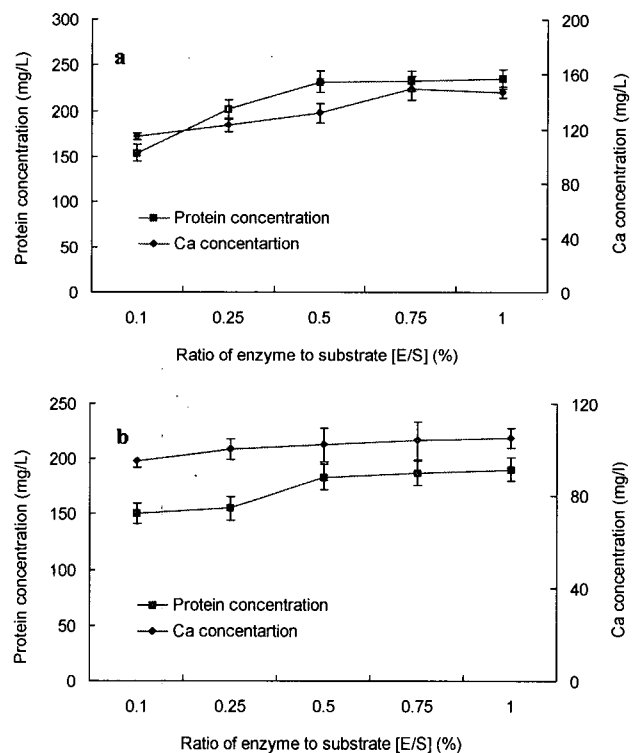 a
Protein concentration (mg/L)
300
250
200
150
100
50
0
Ca concentration (mg/L)
200
160
120
80
40
0
Protein concentration
Ca concentartion
0.1 0.25 0.5 0.75 1
Ratio of enzyme to substrate [E/S] (%)
b
Protein concentration (mg/L)
250
200
150
100
50
0
Ca concentration (mg/l)
120
80
40
0
Protein concentration
Ca concentartion
0.1 0.25 0.5 0.75 1
Ratio of enzyme to substrate [E/S] (%)